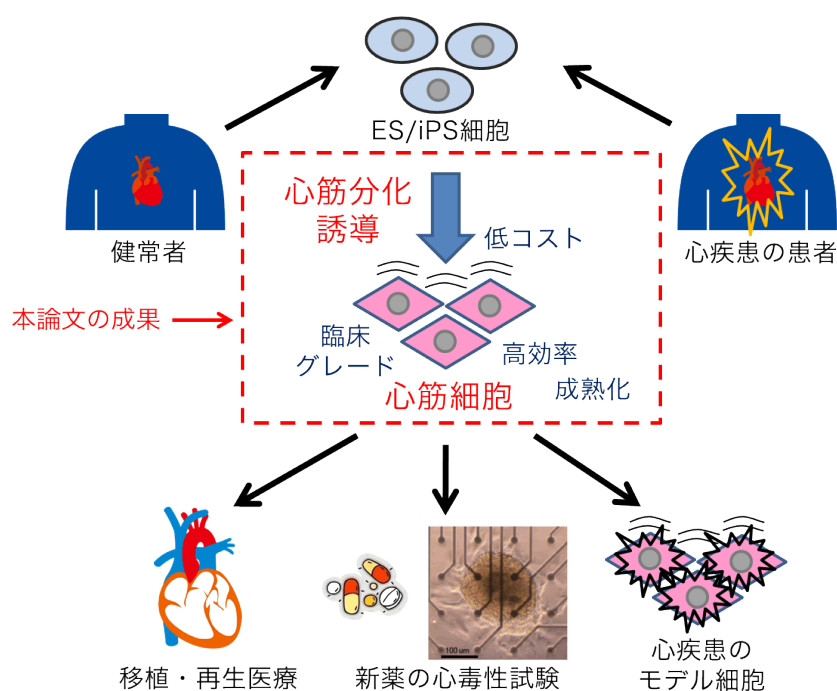 ES/iPS細胞
健常者
心疾患の患者
心筋分化
誘導
低コスト
本論文の成果
臨床
グレード
高効率
成熟化
心筋細胞
100 um
移植・再生医療
新薬の心毒性試験
心疾患の
モデル細胞